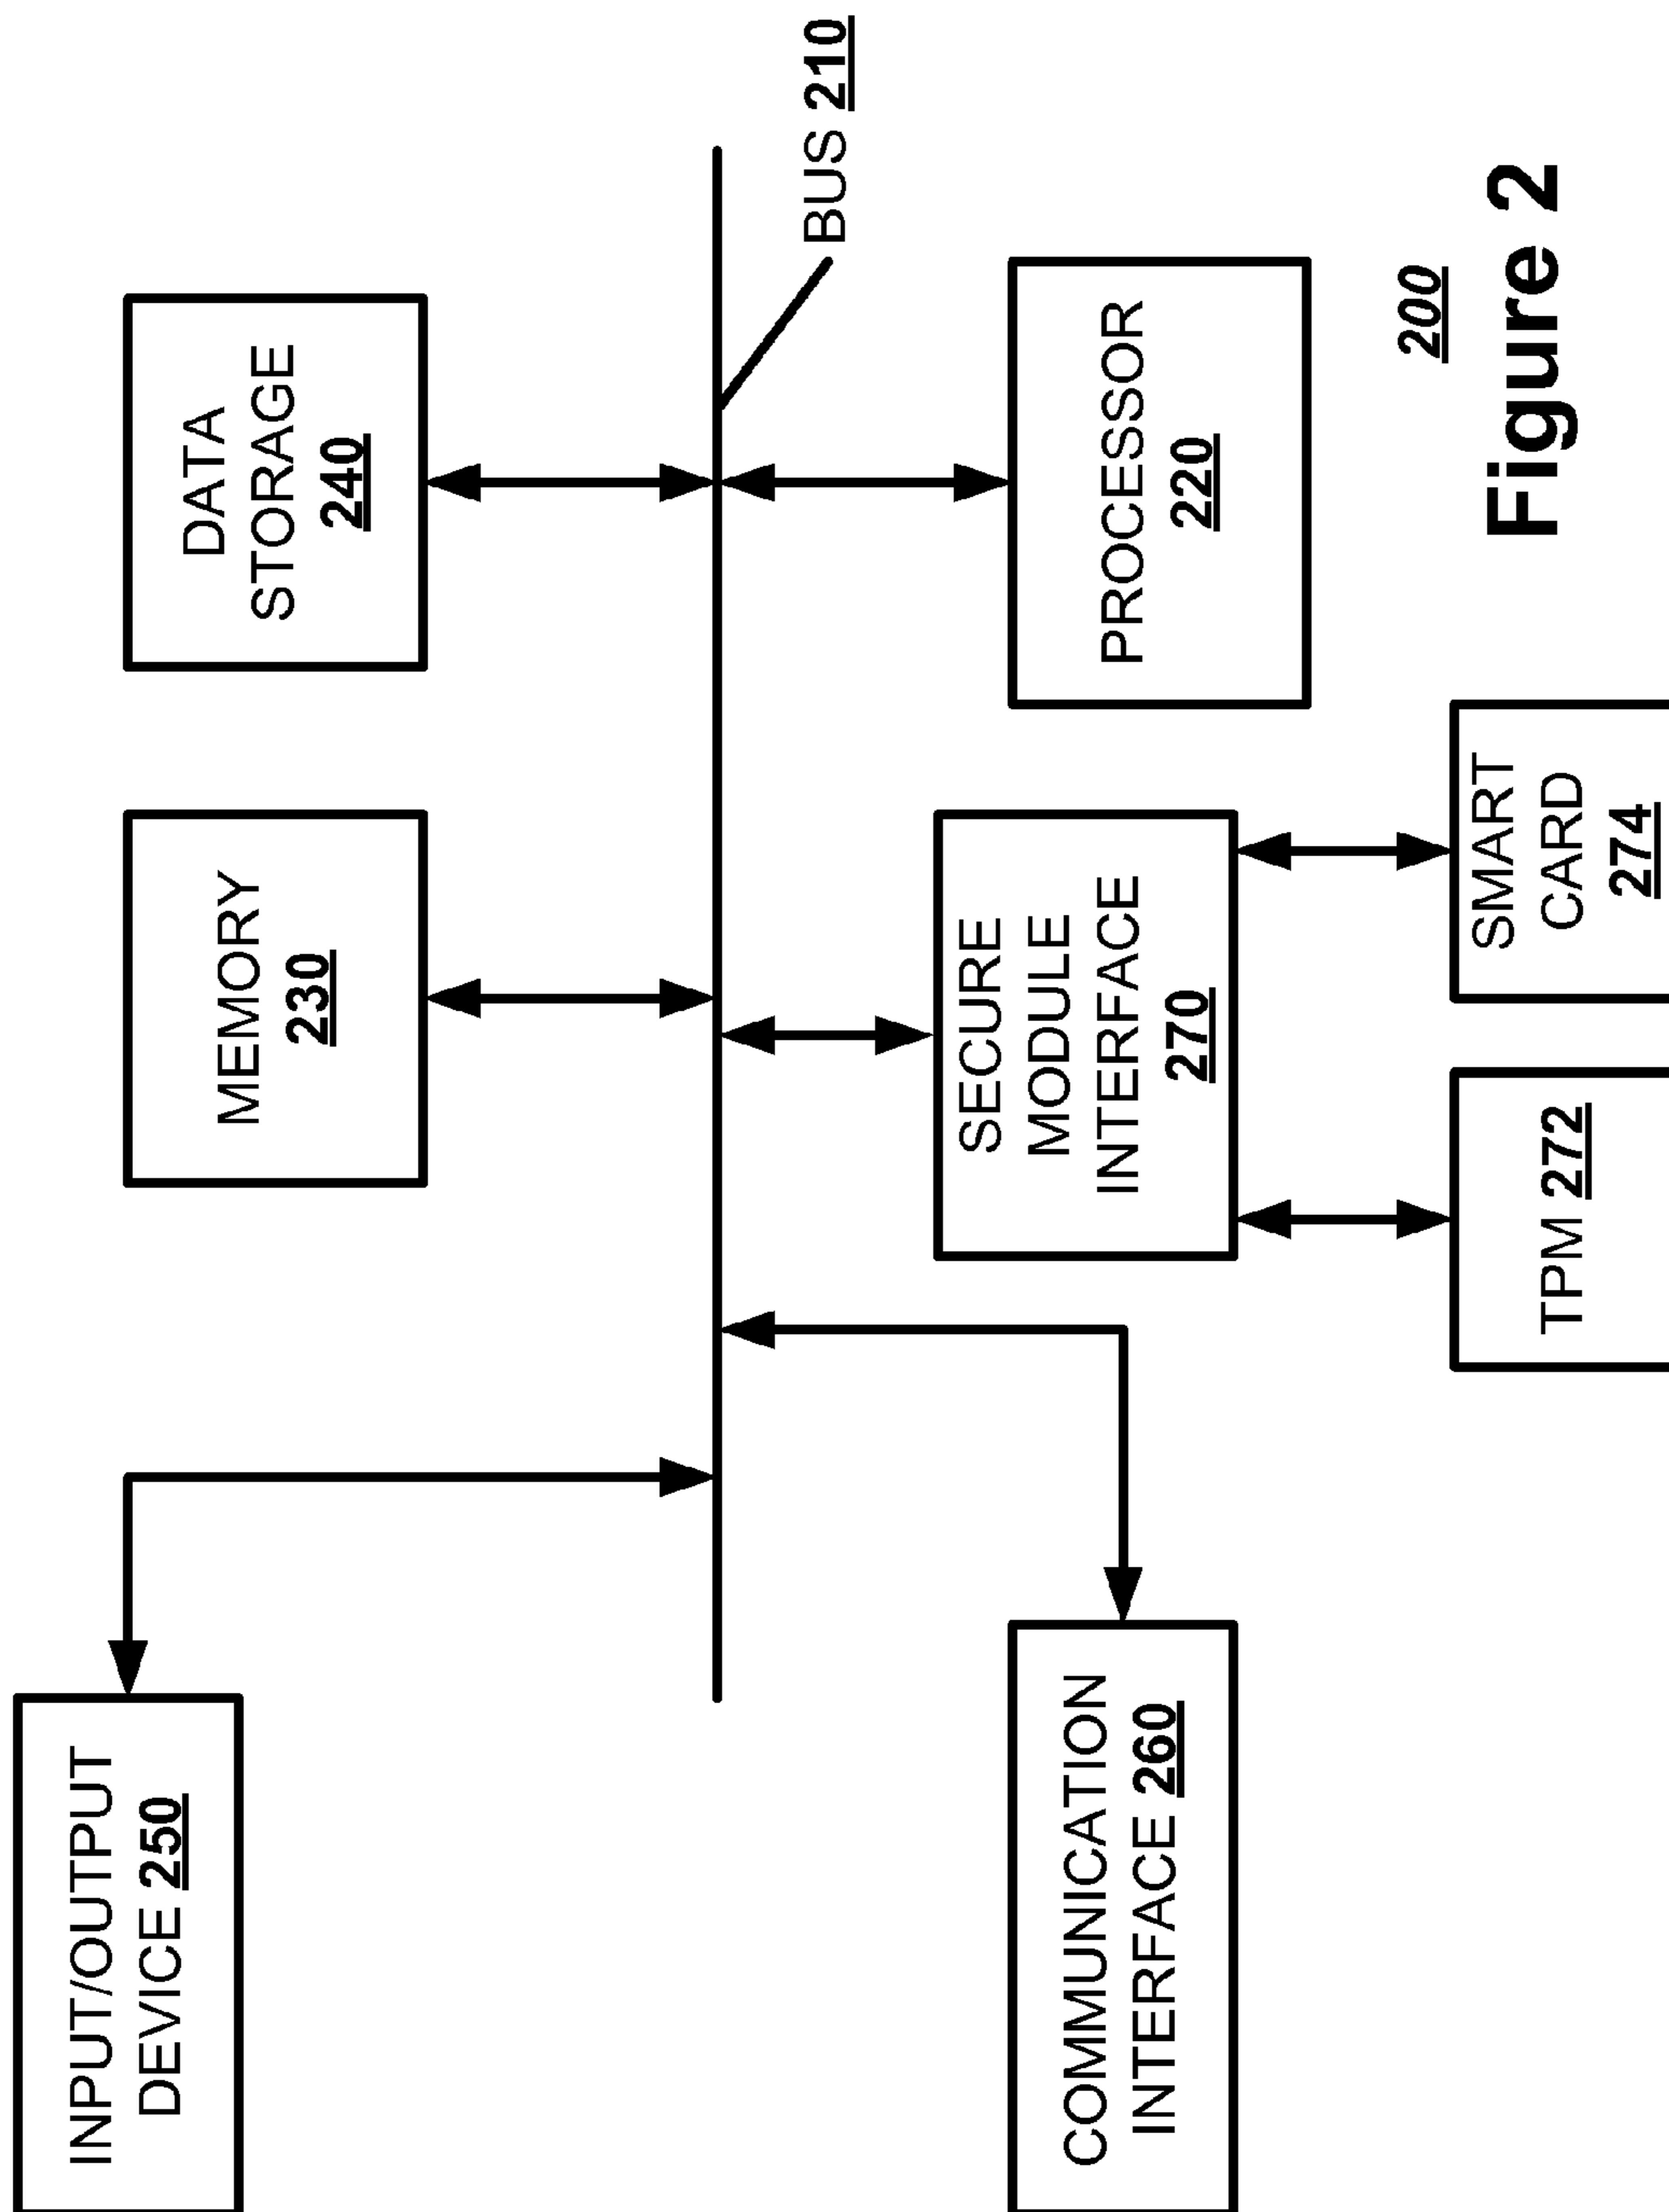 INPUT/OUTPUT
DEVICE 250
MEMORY
230
DATA
STORAGE
240
BUS 210
COMMUNICATION
INTERFACE 260
SECURE
MODULE
INTERFACE
270
PROCESSOR
220
TPM 272
SMART
CARD
274
200
Figure 2